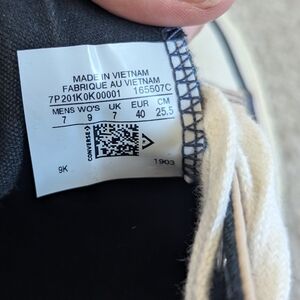 MADE IN VIETNAM
FABRIQUE AU VIETNAM
7P201K0K00001 165507C
MENS WO'S UK EUR CM
7 9 7 40 25.5
CONVERSE
9K 1903